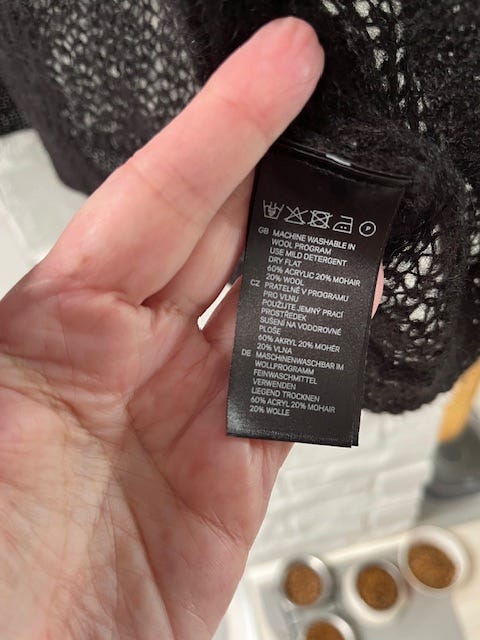 P
GB MACHINE WASHABLE IN
WOOL PROGRAM
USE MILD DETERGENT
DRY FLAT
60% ACRYLIC 20% MOHAIR
20% WOOL
CZ PRATELNÉ V PROGRAMU
PRO VLNU
POUŽIJTE JEMNÝ PRACÍ
PROSTŘEDEK
SUŠENÍ NA VODOROVNÉ
PLOŠE
60% AKRYL 20% MOHÉR
20% VLNA
DE MASCHINENWASCHBAR IM
WOLLPROGRAMM
FEINWASCHMITTEL
VERWENDEN
LIEGEND TROCKNEN
60% ACRYL 20% MOHAIR
20% WOLLE